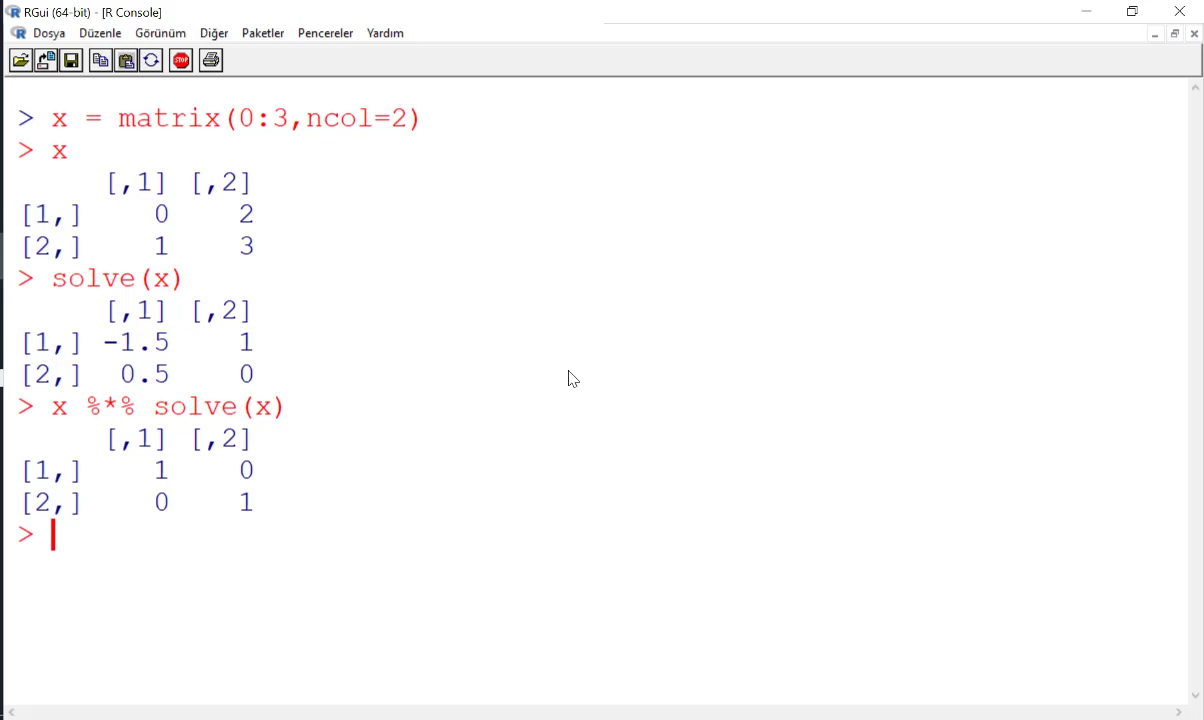 RGui (64-bit) - [R Console]
Dosya Düzenle Görünüm Diğer Paketler Pencereler Yardım
STOP
> x = matrix(0:3,ncol=2)
> x
     [,1] [,2]
[1,]    0    2
[2,]    1    3
> solve(x)
     [,1] [,2]
[1,] -1.5    1
[2,]  0.5    0
> x %*% solve(x)
     [,1] [,2]
[1,]    1    0
[2,]    0    1
>